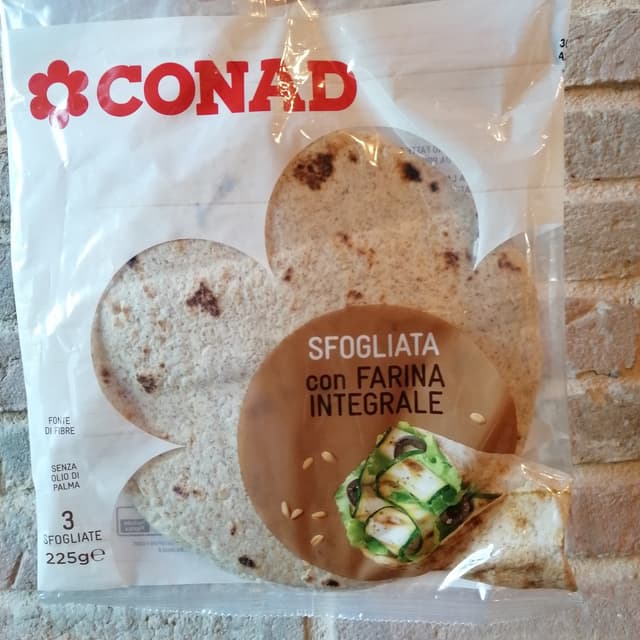 CONAD
SFOGLIATA
con FARINA
INTEGRALE
FONTE
DI FIBRE
SENZA
OLIO DI
PALMA
3
SFOGLIATE
225g℮